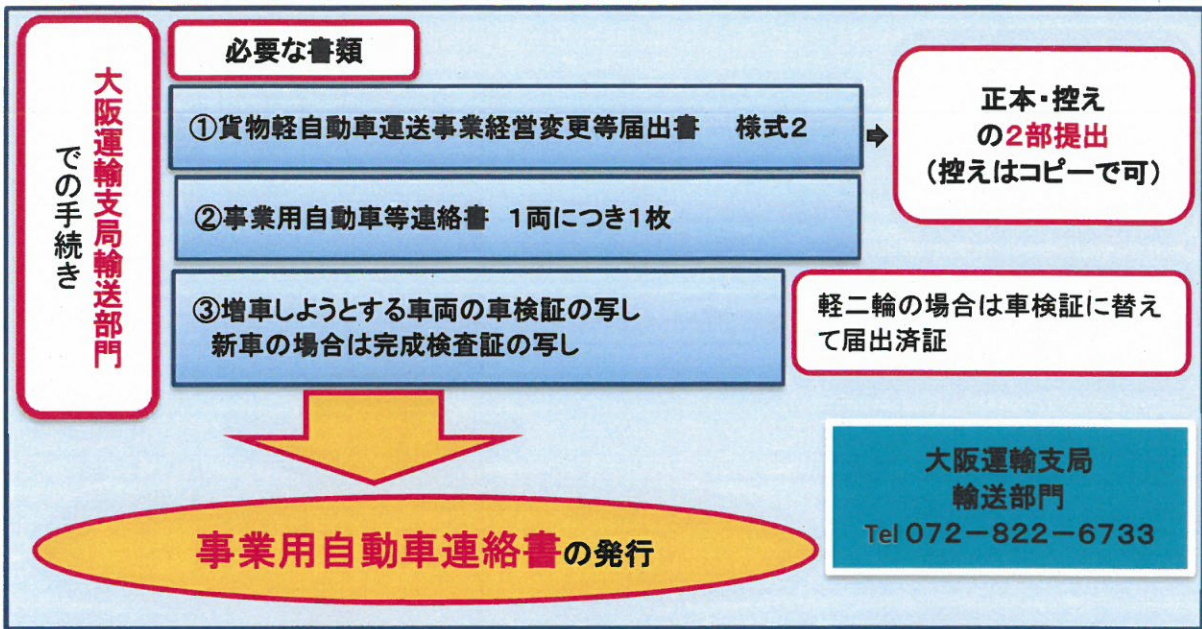 大阪運輸支局輸送部門
での手続き
必要な書類
①貨物軽自動車運送事業経営変更等届出書　様式2
正本・控え
の2部提出
(控えはコピーで可)
②事業用自動車等連絡書　1両につき1枚
③増車しようとする車両の車検証の写し
新車の場合は完成検査証の写し
軽二輪の場合は車検証に替え
て届出済証
事業用自動車連絡書の発行
大阪運輸支局
輸送部門
Tel 072－822－6733